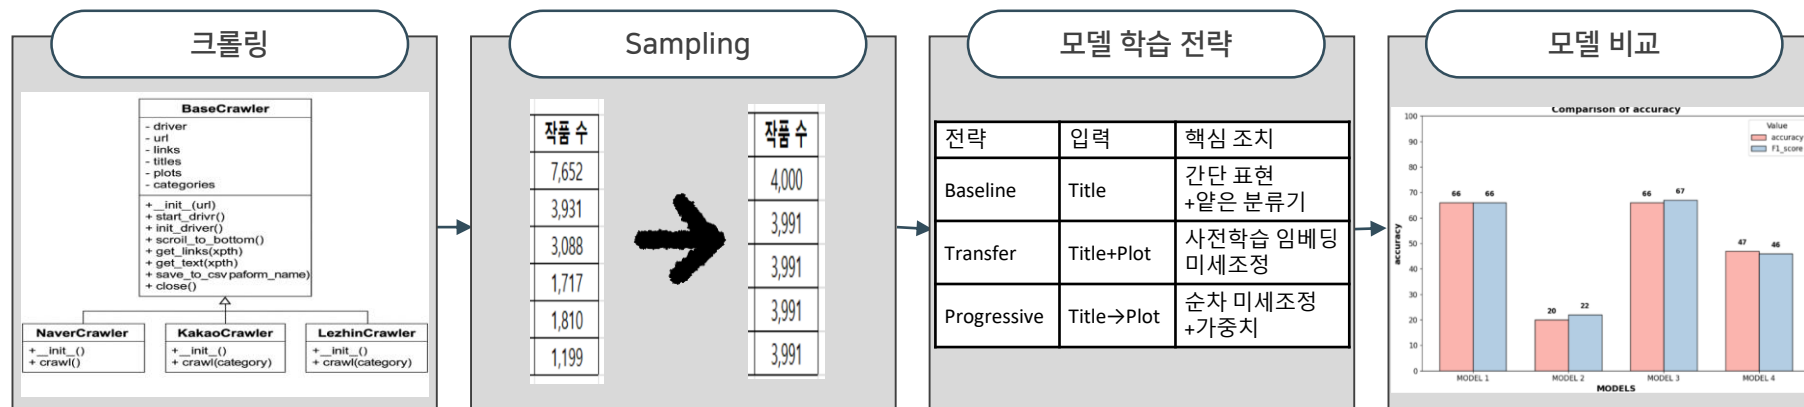 크롤링
BaseCrawler
- driver
- url
- links
- titles
- plots
- categories
+__init_(url)
+ start_drivr()
+ init_driver()
+ scroil_to_bottom()
+ get_links(xpth)
+ get_text(xpth)
+ save_to_csv paform_name)
+ close()
NaverCrawler
+__init_()
+ crawl()
KakaoCrawler
+__init_()
+ crawl(category)
LezhinCrawler
+__init_()
+ crawl(category)
Sampling
작품 수
7,652
3,931
3,088
1,717
1,810
1,199
작품 수
4,000
3,991
3,991
3,991
3,991
모델 학습 전략
전략 입력 핵심 조치
Baseline Title 간단 표현
+얕은 분류기
Transfer Title+Plot 사전학습 임베딩
미세조정
Progressive Title→Plot 순차 미세조정
+가중치
모델 비교
Comparison of accuracy
Value
accuracy
F1_score
accuracy
100
90
80
70
60
50
40
30
20
10
0
66 66
20 22
66 67
47 46
MODEL 1 MODEL 2 MODEL 3 MODEL 4
MODELS